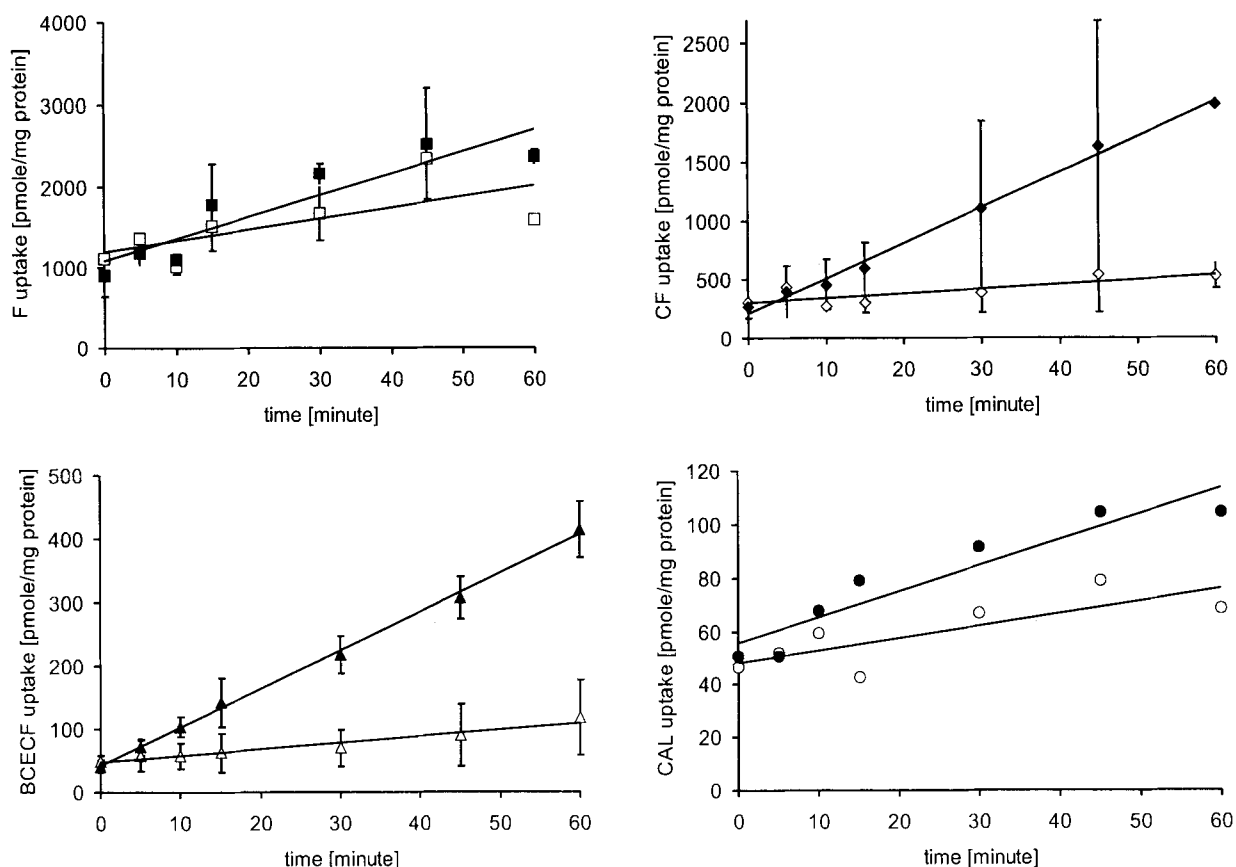 F uptake [pmole/mg protein]
4000
3000
2000
1000
0
0 10 20 30 40 50 60
time [minute]
CF uptake [pmole/mg protein]
2500
2000
1500
1000
500
0
0 10 20 30 40 50 60
time [minute]
BCECF uptake [pmole/mg protein]
500
400
300
200
100
0
0 10 20 30 40 50 60
time [minute]
CAL uptake [pmole/mg protein)
120
100
80
60
40
20
0
0 10 20 30 40 50 60
time [minute]